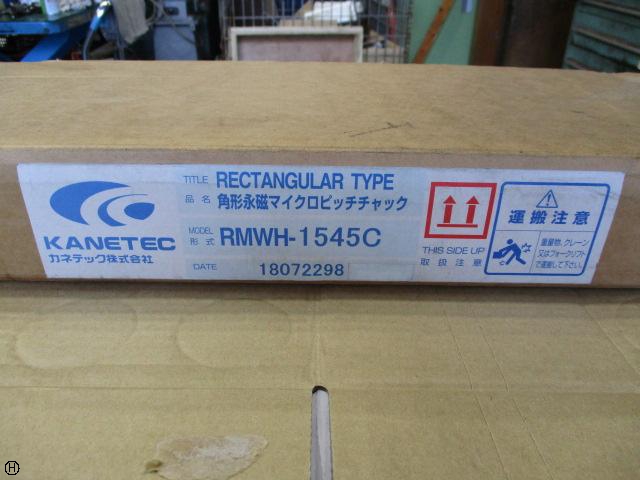 KANETEC
カネテック株式会社
TITLE RECTANGULAR TYPE
品名 角形永磁マイクロピッチチャック
MODEL
形式 RMWH-1545C
DATE 18072298
THIS SIDE UP
取扱注意
運搬注意
重量物、クレーン
又はフォークリフト
で運搬して下さい。
H